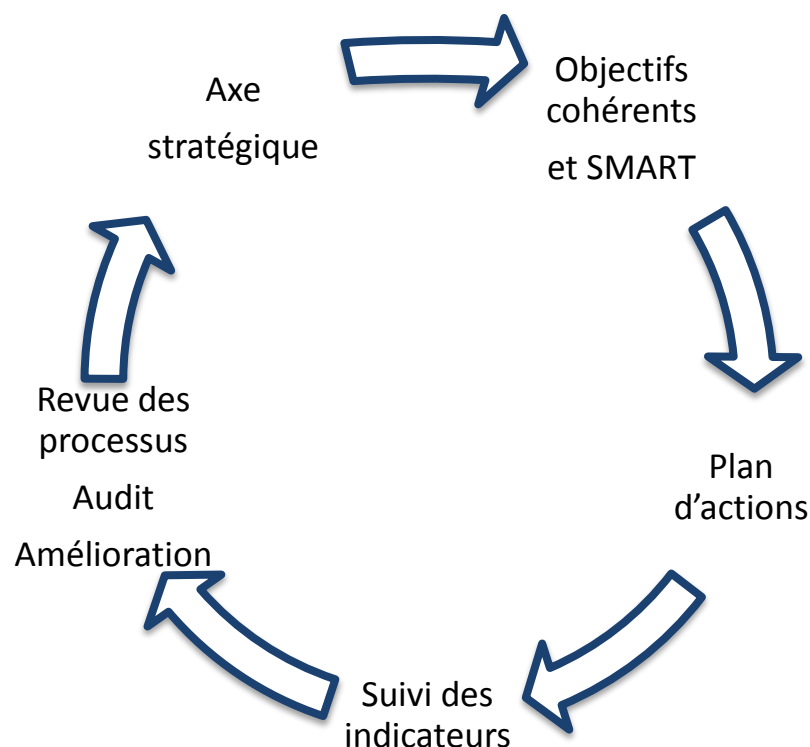 Axe
stratégique
Objectifs
cohérents
et SMART
Plan
d’actions
Suivi des
indicateurs
Revue des
processus
Audit
Amélioration